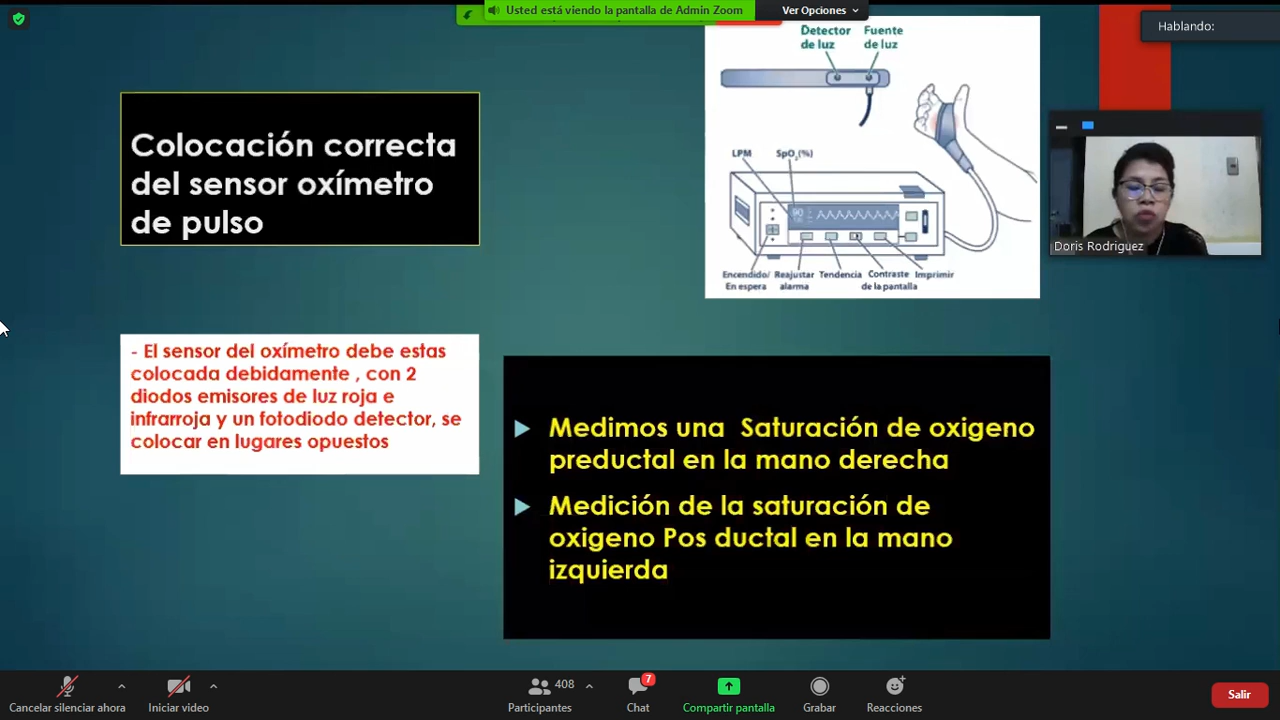 Usted está viendo la pantalla de Admin Zoom
Ver Opciones
Hablando:
Colocación correcta
del sensor oxímetro
de pulso
Detector Fuente
de luz de luz
LPM SpO₂(%)
90
Encendido/ Reajustar Tendencia Contraste Imprimir
En espera alarma de la pantalla
Doris Rodriguez
- El sensor del oxímetro debe estas
colocada debidamente , con 2
diodos emisores de luz roja e
infrarroja y un fotodiodo detector, se
colocar en lugares opuestos
Medimos una Saturación de oxigeno
preductal en la mano derecha
Medición de la saturación de
oxigeno Pos ductal en la mano
izquierda
408
7
Cancelar silenciar ahora
Iniciar video
Participantes
Chat
Compartir pantalla
Grabar
Reacciones
Salir